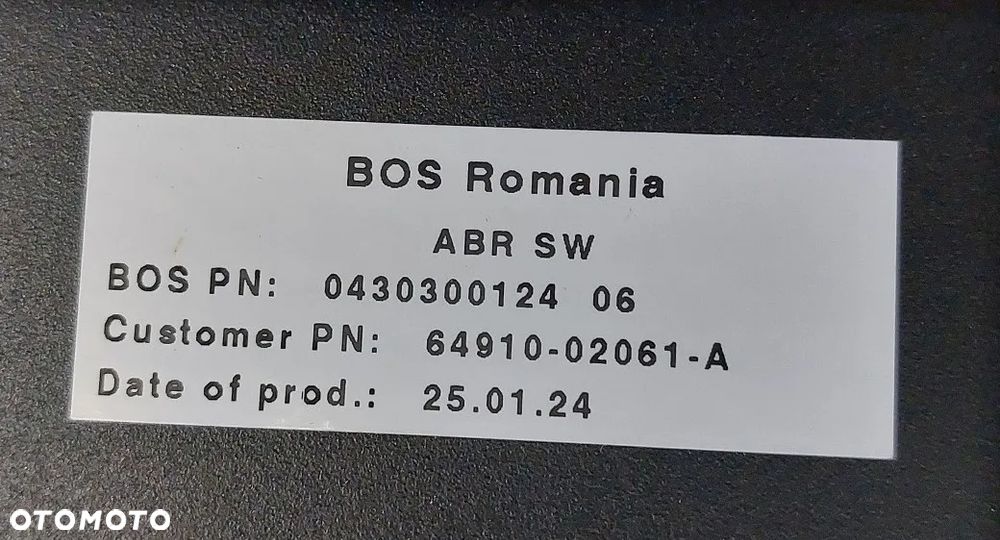 BOS Romania
ABR SW
BOS PN: 0430300124 06
Customer PN: 64910-02061-A
Date of prod.: 25.01.24
OTOMOTO